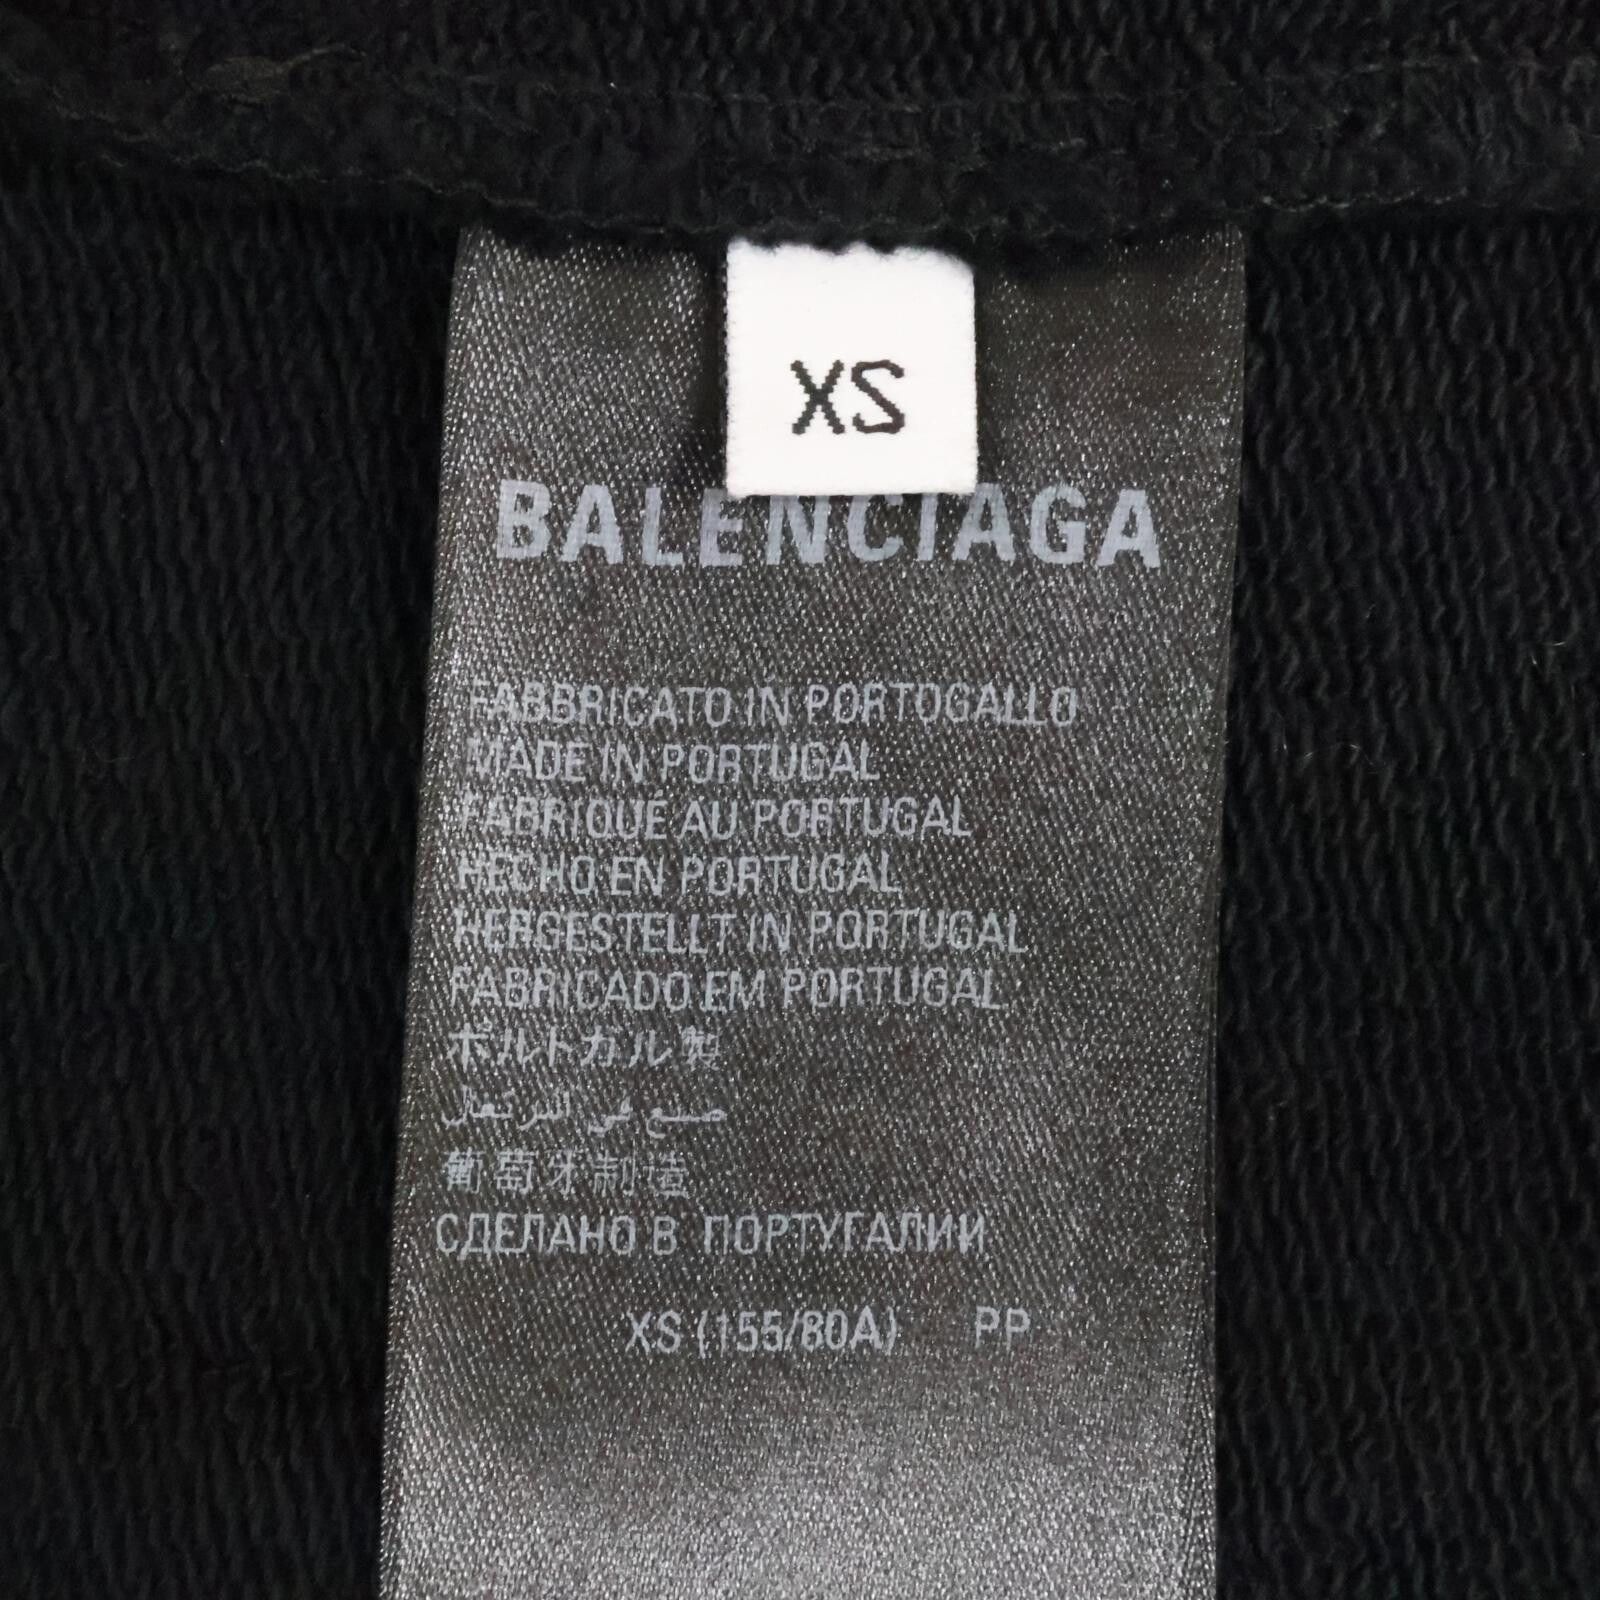 XS
BALENCIAGA
FABBRICATO IN PORTOGALLO
MADE IN PORTUGAL
FABRIQUÉ AU PORTUGAL
HECHO EN PORTUGAL
HERGESTELLT IN PORTUGAL
FABRICADO EM PORTUGAL
ポルトガル製
صنع في البرتغال
葡萄牙制造
СДЕЛАНО В ПОРТУГАЛИИ
XS (155/80A) PP